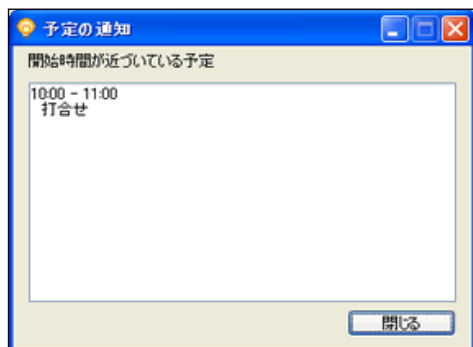 予定の通知
開始時間が近づいている予定
10:00 - 11:00
打合せ
閉じる